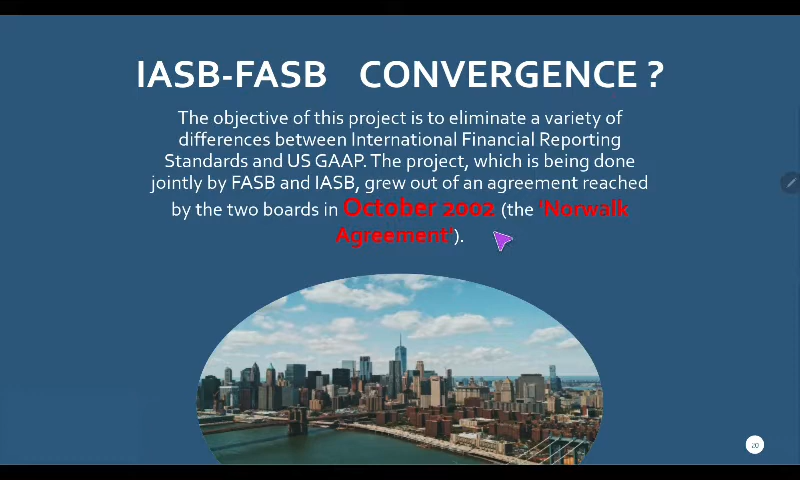 IASB-FASB CONVERGENCE ?
The objective of this project is to eliminate a variety of
differences between International Financial Reporting
Standards and US GAAP. The project, which is being done
jointly by FASB and IASB, grew out of an agreement reached
by the two boards in October 2002 (the 'Norwalk
Agreement').
20